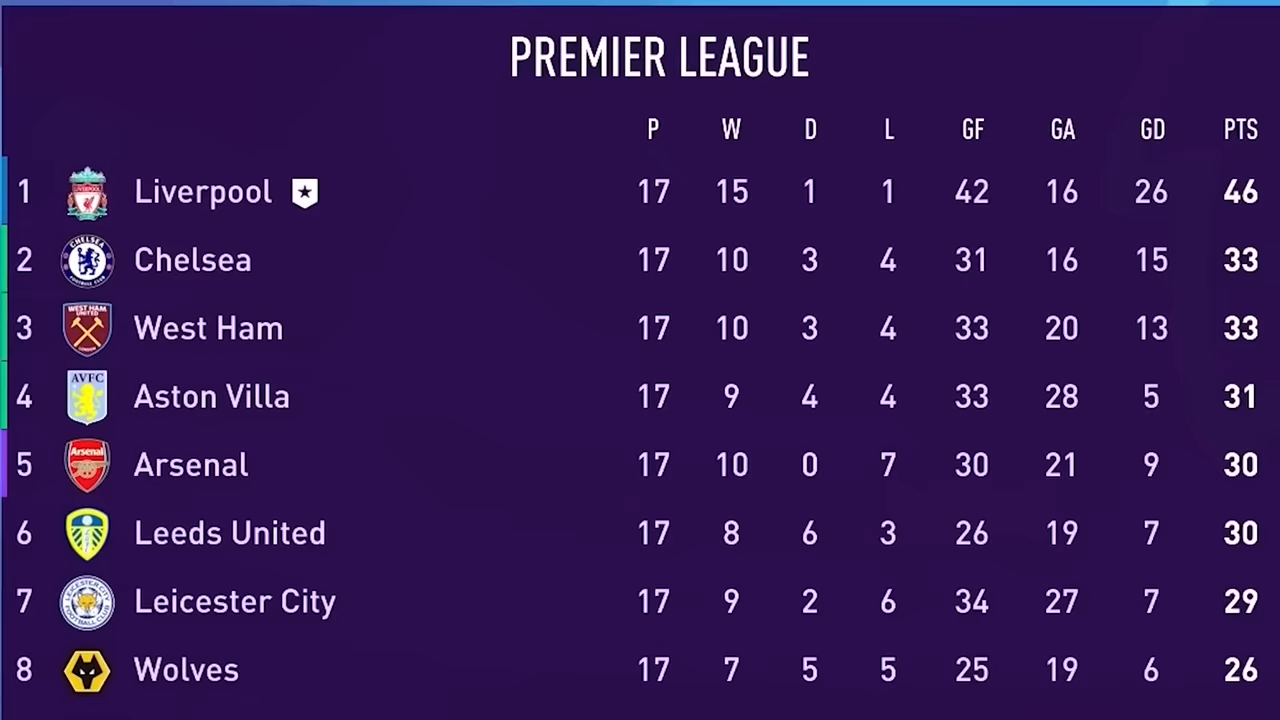 PREMIER LEAGUE
P W D L GF GA GD PTS
1 Liverpool 17 15 1 1 42 16 26 46
2 Chelsea 17 10 3 4 31 16 15 33
3 West Ham 17 10 3 4 33 20 13 33
4 AVFC Aston Villa 17 9 4 4 33 28 5 31
5 Arsenal Arsenal 17 10 0 7 30 21 9 30
6 Leeds United 17 8 6 3 26 19 7 30
7 Leicester City 17 9 2 6 34 27 7 29
8 Wolves 17 7 5 5 25 19 6 26